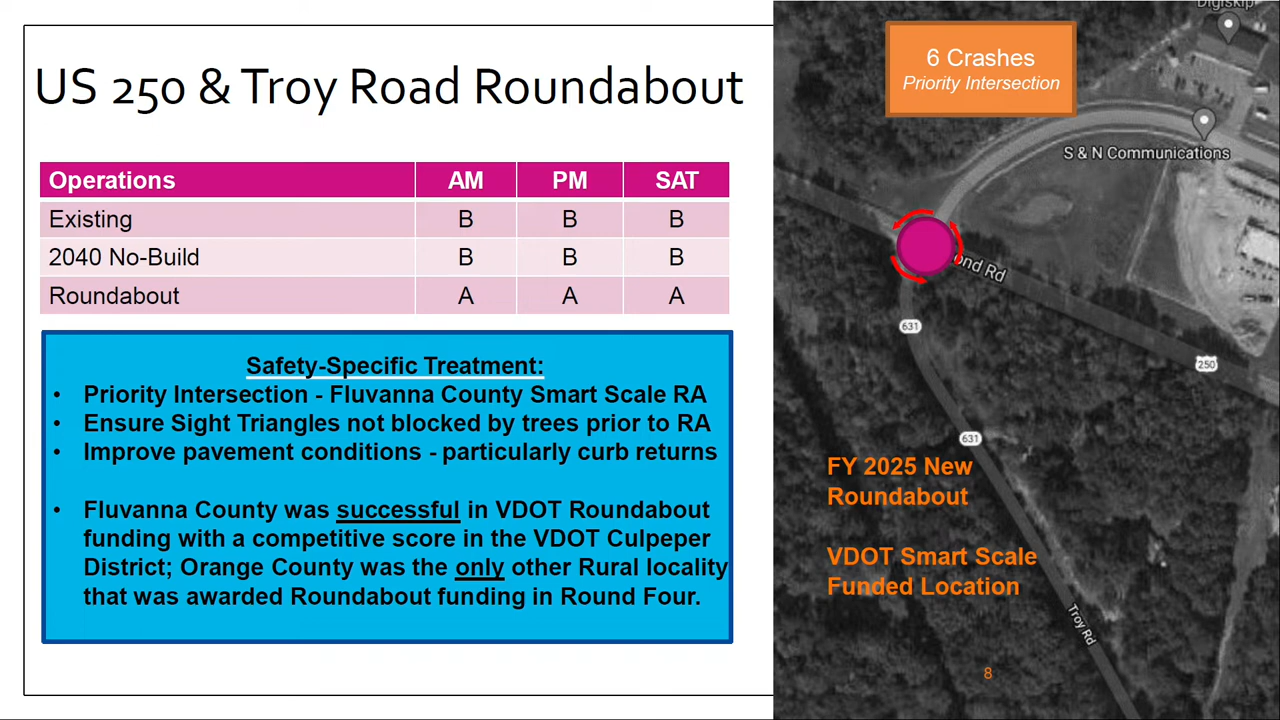 US 250 & Troy Road Roundabout
Operations AM PM SAT
Existing B B B
2040 No-Build B B B
Roundabout A A A
Safety-Specific Treatment:
• Priority Intersection - Fluvanna County Smart Scale RA
• Ensure Sight Triangles not blocked by trees prior to RA
• Improve pavement conditions - particularly curb returns
• Fluvanna County was successful in VDOT Roundabout
funding with a competitive score in the VDOT Culpeper
District; Orange County was the only other Rural locality
that was awarded Roundabout funding in Round Four.
Digiskip
6 Crashes
Priority Intersection
S & N Communications
ond Rd
631
250
631
FY 2025 New
Roundabout
VDOT Smart Scale
Funded Location
Troy Rd
8